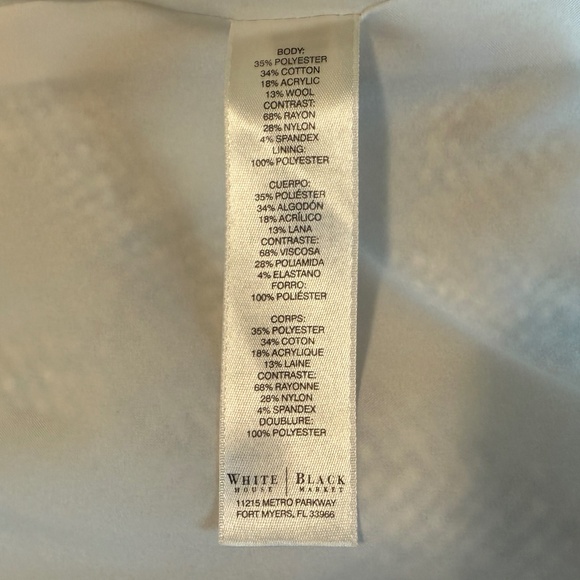 BODY:
35% POLYESTER
34% COTTON
18% ACRYLIC
13% WOOL
CONTRAST:
68% RAYON
28% NYLON
4% SPANDEX
LINING:
100% POLYESTER
CUERPO:
35% POLIÉSTER
34% ALGODÓN
18% ACRÍLICO
13% LANA
CONTRASTE:
68% VISCOSA
28% POLIAMIDA
4% ELASTANO
FORRO:
100% POLIÉSTER
CORPS:
35% POLYESTER
34% COTON
18% ACRYLIQUE
13% LAINE
CONTRASTE:
68% RAYONNE
28% NYLON
4% SPANDEX
DOUBLURE:
100% POLYESTER
WHITE | BLACK
HOUSE | MARKET
11215 METRO PARKWAY
FORT MYERS, FL 33966